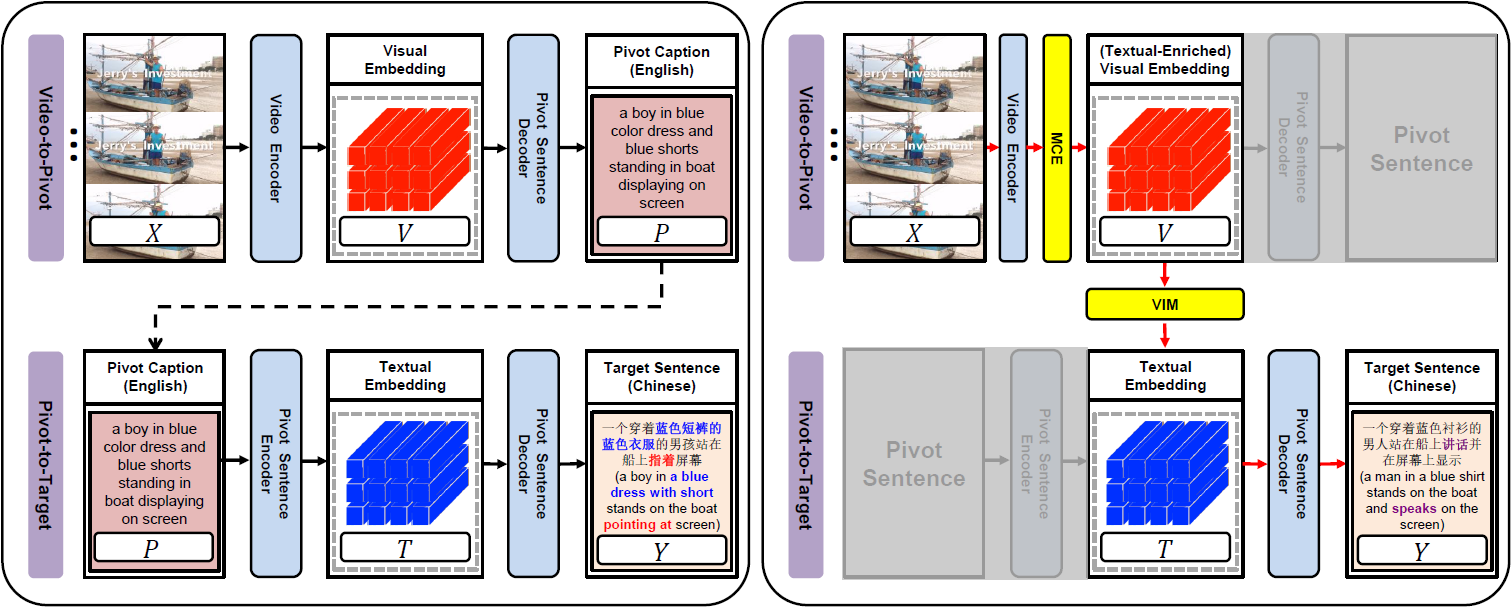 Video-to-Pivot
Jerry's Investment
Jerry's Investment
X
Video Encoder
Visual
Embedding
V
Pivot Sentence
Decoder
Pivot Caption
(English)
a boy in blue
color dress and
blue shorts
standing in boat
displaying on
screen
P
Pivot-to-Target
Pivot Caption
(English)
a boy in blue
color dress and
blue shorts
standing in
boat displaying
on screen
P
Pivot Sentence
Encoder
Textual
Embedding
T
Pivot Sentence
Decoder
Target Sentence
(Chinese)
一个穿着蓝色短裤的
蓝色衣服的男孩站在
船上指着屏幕
(a boy in a blue
dress with short
stands on the boat
pointing at screen)
Y
Video-to-Pivot
Jerry's Investment
Jerry's Investment
X
Video Encoder
MCE
(Textual-Enriched)
Visual Embedding
V
Pivot Sentence
Decoder
Pivot
Sentence
VIM
Pivot-to-Target
Pivot
Sentence
Pivot Sentence
Encoder
Textual
Embedding
T
Pivot Sentence
Decoder
Target Sentence
(Chinese)
一个穿着蓝色衬衫的
男人站在船上讲话并
在屏幕上显示
(a man in a blue shirt
stands on the boat
and speaks on the
screen)
Y